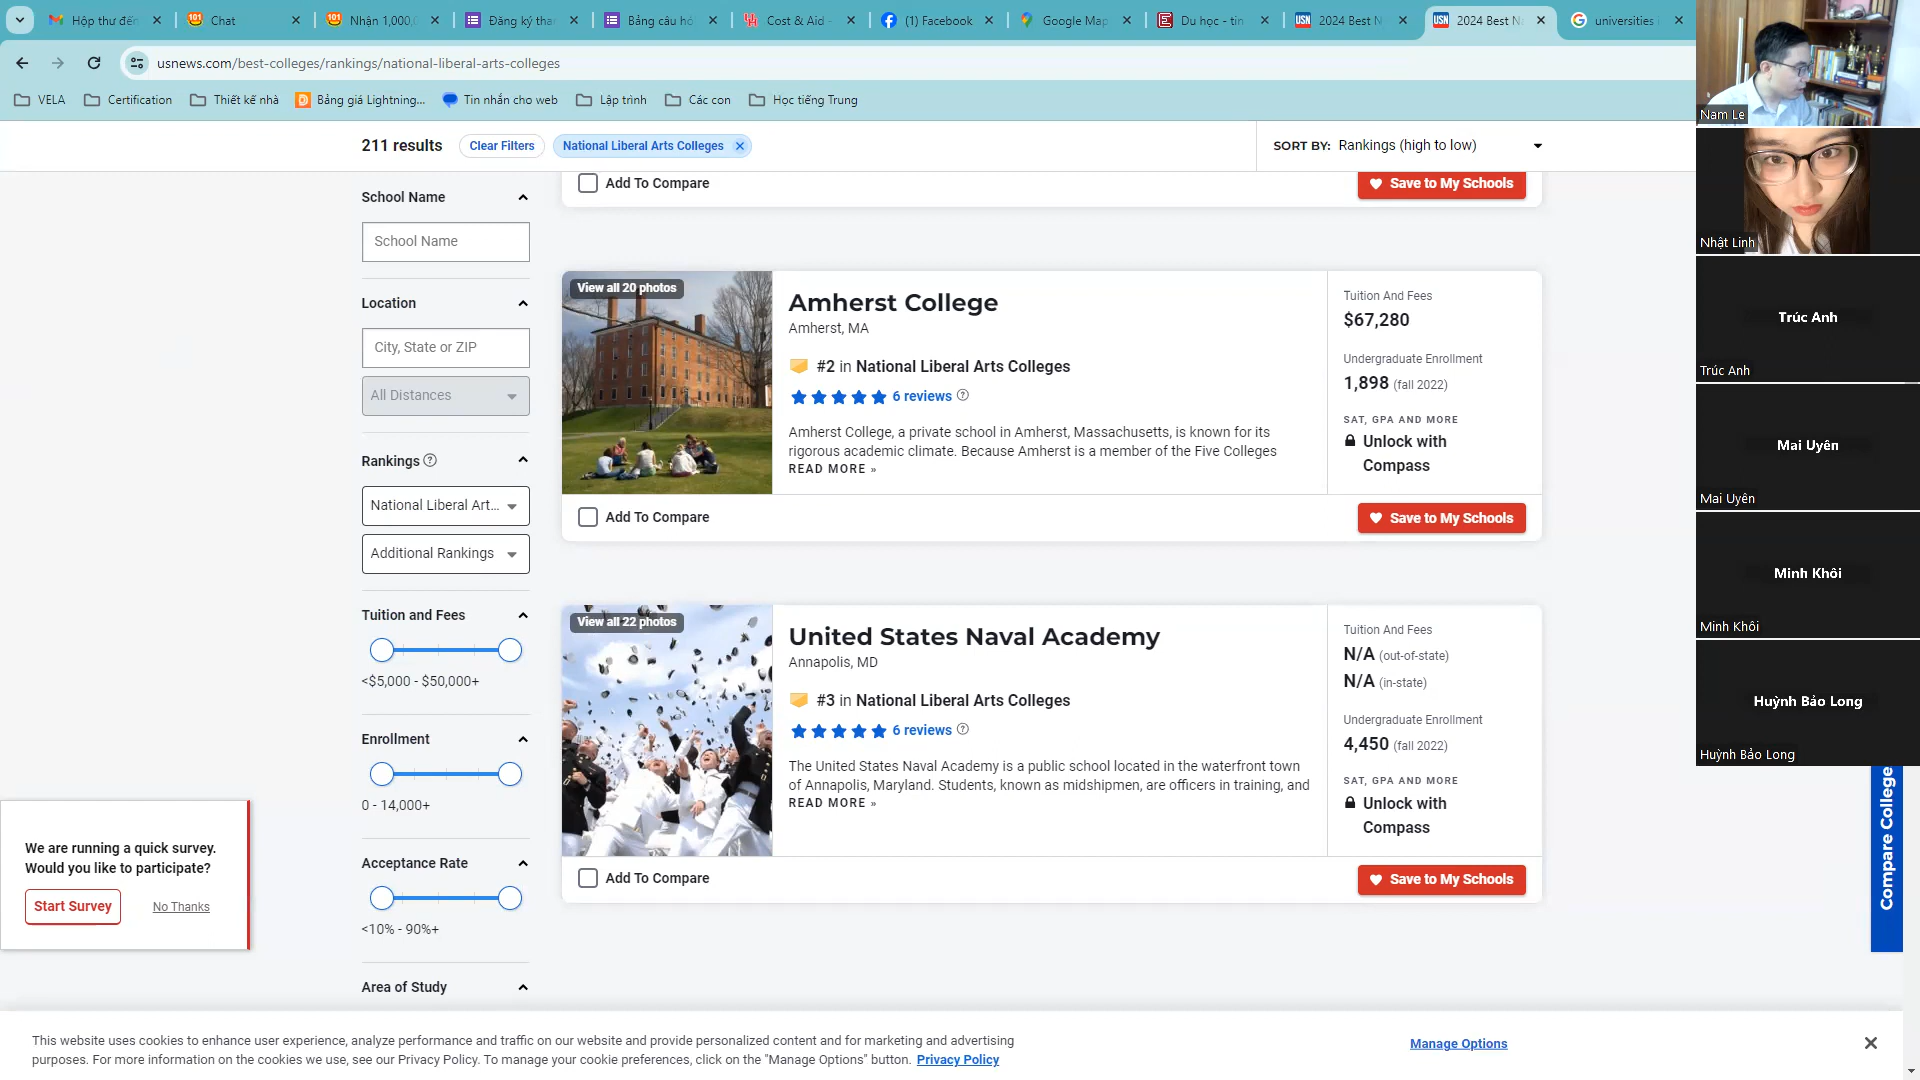 Hộp thư đến
Chat
Nhận 1,000,
Đăng ký tha
Bảng câu hỏ
Cost & Aid -
(1) Facebook
Google Map
Du học - tin
2024 Best N
2024 Best N
universities i
usnews.com/best-colleges/rankings/national-liberal-arts-colleges
VELA
Certification
Thiết kế nhà
Bảng giá Lightning...
Tin nhắn cho web
Lập trình
Các con
Học tiếng Trung
211 results
Clear Filters
National Liberal Arts Colleges
SORT BY: Rankings (high to low)
School Name
School Name
Location
City, State or ZIP
All Distances
Rankings
National Liberal Art...
Additional Rankings
Tuition and Fees
<$5,000 - $50,000+
Enrollment
0 - 14,000+
Acceptance Rate
<10% - 90%+
Area of Study
Add To Compare
Save to My Schools
View all 20 photos
Amherst College
Amherst, MA
#2 in National Liberal Arts Colleges
6 reviews
Amherst College, a private school in Amherst, Massachusetts, is known for its
rigorous academic climate. Because Amherst is a member of the Five Colleges
READ MORE »
Tuition And Fees
$67,280
Undergraduate Enrollment
1,898 (fall 2022)
SAT, GPA AND MORE
Unlock with
Compass
Add To Compare
Save to My Schools
View all 22 photos
United States Naval Academy
Annapolis, MD
#3 in National Liberal Arts Colleges
6 reviews
The United States Naval Academy is a public school located in the waterfront town
of Annapolis, Maryland. Students, known as midshipmen, are officers in training, and
READ MORE »
Tuition And Fees
N/A (out-of-state)
N/A (in-state)
Undergraduate Enrollment
4,450 (fall 2022)
SAT, GPA AND MORE
Unlock with
Compass
Add To Compare
Save to My Schools
We are running a quick survey.
Would you like to participate?
Start Survey
No Thanks
This website uses cookies to enhance user experience, analyze performance and traffic on our website and provide personalized content and for marketing and advertising
purposes. For more information on the cookies we use, see our Privacy Policy. To manage your cookie preferences, click on the "Manage Options" button. Privacy Policy
Manage Options
Nam Le
Nhật Linh
Trúc Anh
Trúc Anh
Mai Uyên
Mai Uyên
Minh Khôi
Minh Khôi
Huỳnh Bảo Long
Huỳnh Bảo Long
Compare College